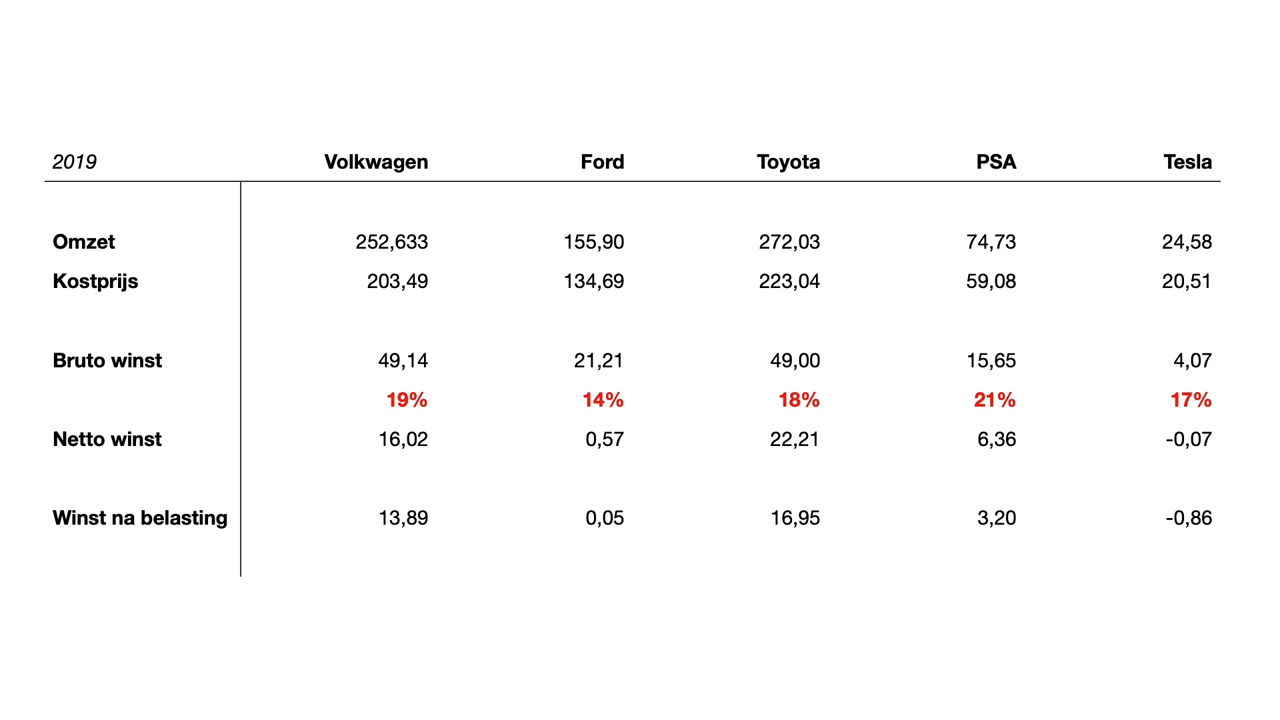 2019 Volkwagen Ford Toyota PSA Tesla
Omzet 252,633 155,90 272,03 74,73 24,58
Kostprijs 203,49 134,69 223,04 59,08 20,51
Bruto winst 49,14 21,21 49,00 15,65 4,07
19% 14% 18% 21% 17%
Netto winst 16,02 0,57 22,21 6,36 -0,07
Winst na belasting 13,89 0,05 16,95 3,20 -0,86